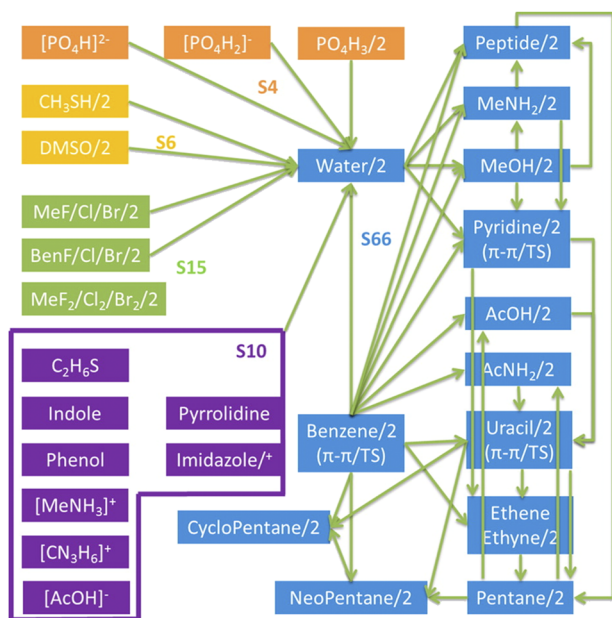 [PO₄H]²⁻
[PO₄H₂]⁻
PO₄H₃/2
Peptide/2
S4
CH₃SH/2
MeNH₂/2
DMSO/2
S6
Water/2
MeOH/2
MeF/Cl/Br/2
Pyridine/2
(π-π/TS)
BenF/Cl/Br/2
S15
S66
MeF₂/Cl₂/Br₂/2
AcOH/2
S10
C₂H₆S
AcNH₂/2
Indole
Pyrrolidine
Benzene/2
(π-π/TS)
Uracil/2
(π-π/TS)
Phenol
Imidazole/⁺
[MeNH₃]⁺
CycloPentane/2
Ethene
Ethyne/2
[CN₃H₆]⁺
[AcOH]⁻
NeoPentane/2
Pentane/2